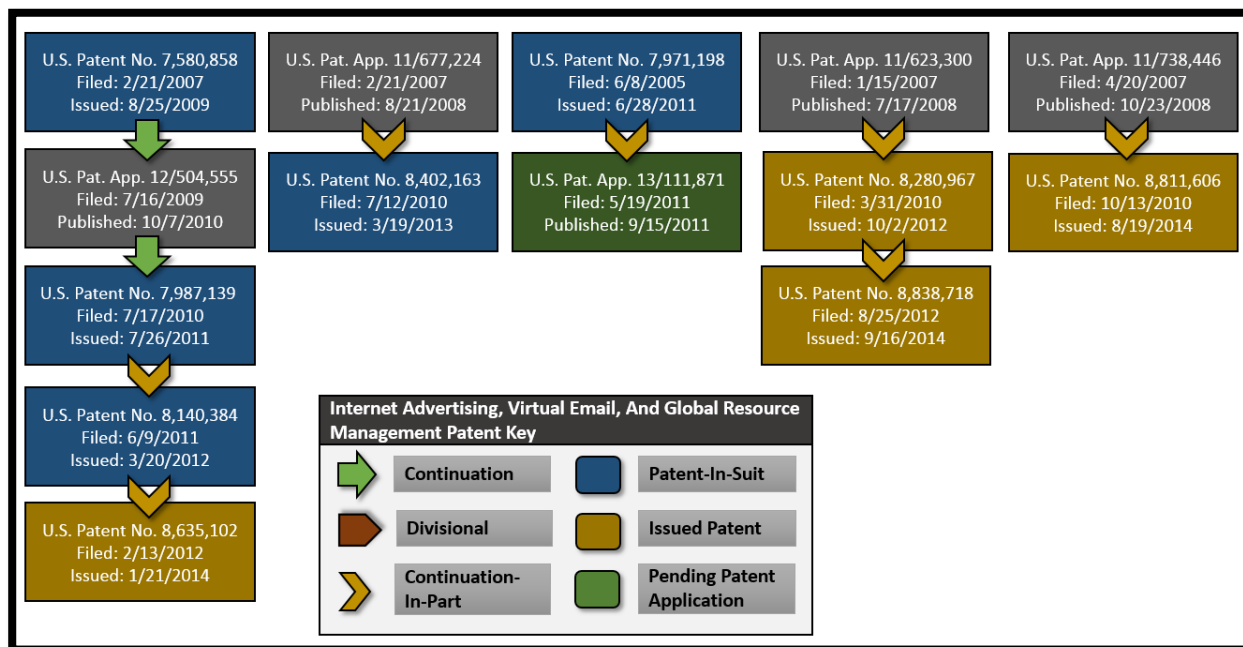 U.S. Patent No. 7,580,858
Filed: 2/21/2007
Issued: 8/25/2009
U.S. Pat. App. 12/504,555
Filed: 7/16/2009
Published: 10/7/2010
U.S. Patent No. 7,987,139
Filed: 7/17/2010
Issued: 7/26/2011
U.S. Patent No. 8,140,384
Filed: 6/9/2011
Issued: 3/20/2012
U.S. Patent No. 8,635,102
Filed: 2/13/2012
Issued: 1/21/2014
U.S. Pat. App. 11/677,224
Filed: 2/21/2007
Published: 8/21/2008
U.S. Patent No. 8,402,163
Filed: 7/12/2010
Issued: 3/19/2013
U.S. Patent No. 7,971,198
Filed: 6/8/2005
Issued: 6/28/2011
U.S. Pat. App. 13/111,871
Filed: 5/19/2011
Published: 9/15/2011
U.S. Pat. App. 11/623,300
Filed: 1/15/2007
Published: 7/17/2008
U.S. Patent No. 8,280,967
Filed: 3/31/2010
Issued: 10/2/2012
U.S. Patent No. 8,838,718
Filed: 8/25/2012
Issued: 9/16/2014
U.S. Pat. App. 11/738,446
Filed: 4/20/2007
Published: 10/23/2008
U.S. Patent No. 8,811,606
Filed: 10/13/2010
Issued: 8/19/2014
Internet Advertising, Virtual Email, And Global Resource
Management Patent Key
Continuation
Patent-In-Suit
Divisional
Issued Patent
Continuation-
In-Part
Pending Patent
Application